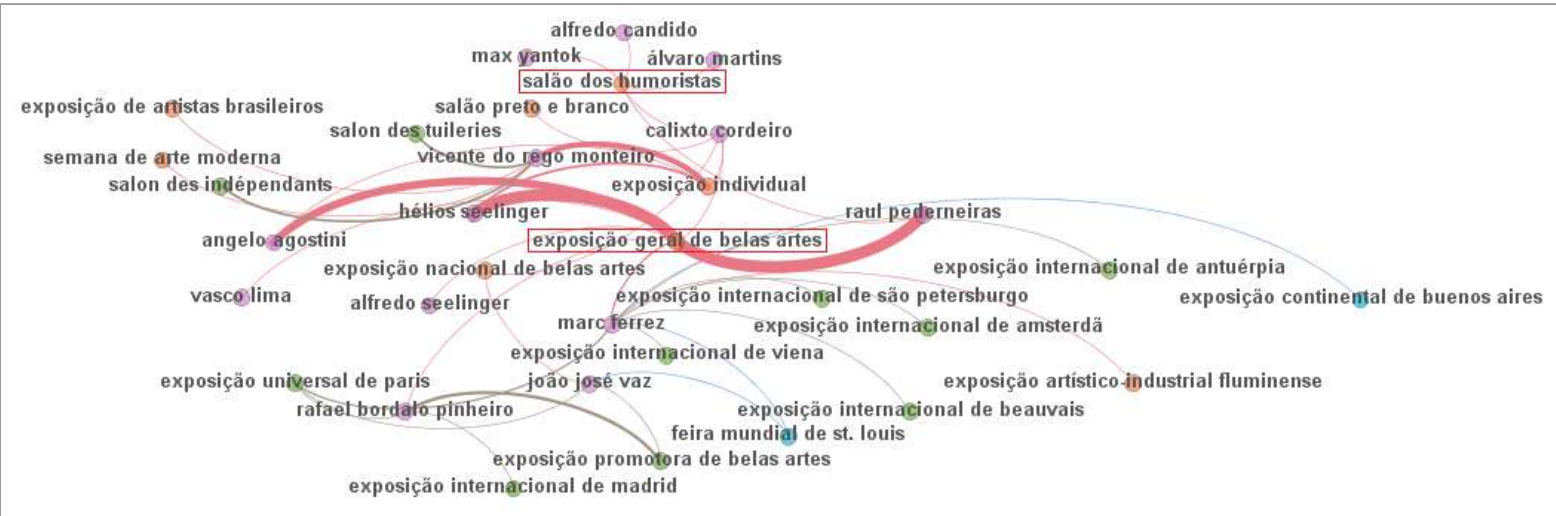 alfredo candido
max yantok
álvaro martins
salão dos humoristas
exposição de artistas brasileiros
salão preto e branco
salon des tuileries
calixto cordeiro
semana de arte moderna
vicente do rego monteiro
salon des indépendants
exposição individual
hélios seelinger
raul pederneiras
angelo agostini
exposição geral de belas artes
exposição nacional de belas artes
exposição internacional de antuérpia
vasco lima
alfredo seelinger
exposição internacional de são petersburgo
exposição continental de buenos aires
marc ferrez
exposição internacional de amsterdã
exposição internacional de viena
exposição universal de paris
joão josé vaz
exposição artístico-industrial fluminense
rafael bordalo pinheiro
exposição internacional de beauvais
feira mundial de st. louis
exposição promotora de belas artes
exposição internacional de madrid